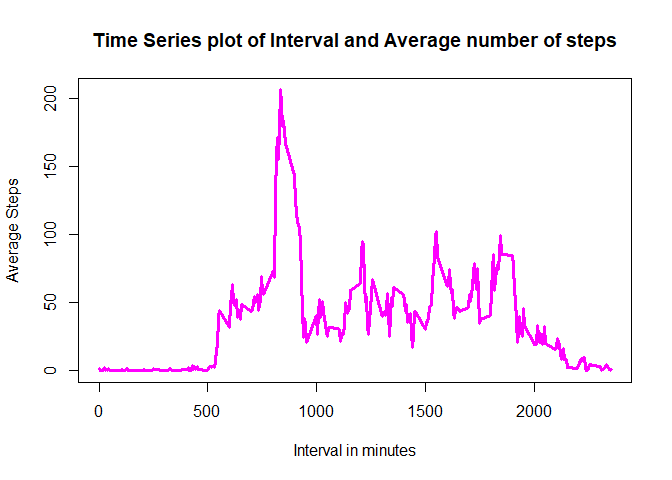 Time Series plot of Interval and Average number of steps
Average Steps
200
150
100
50
0
0 500 1000 1500 2000
Interval in minutes